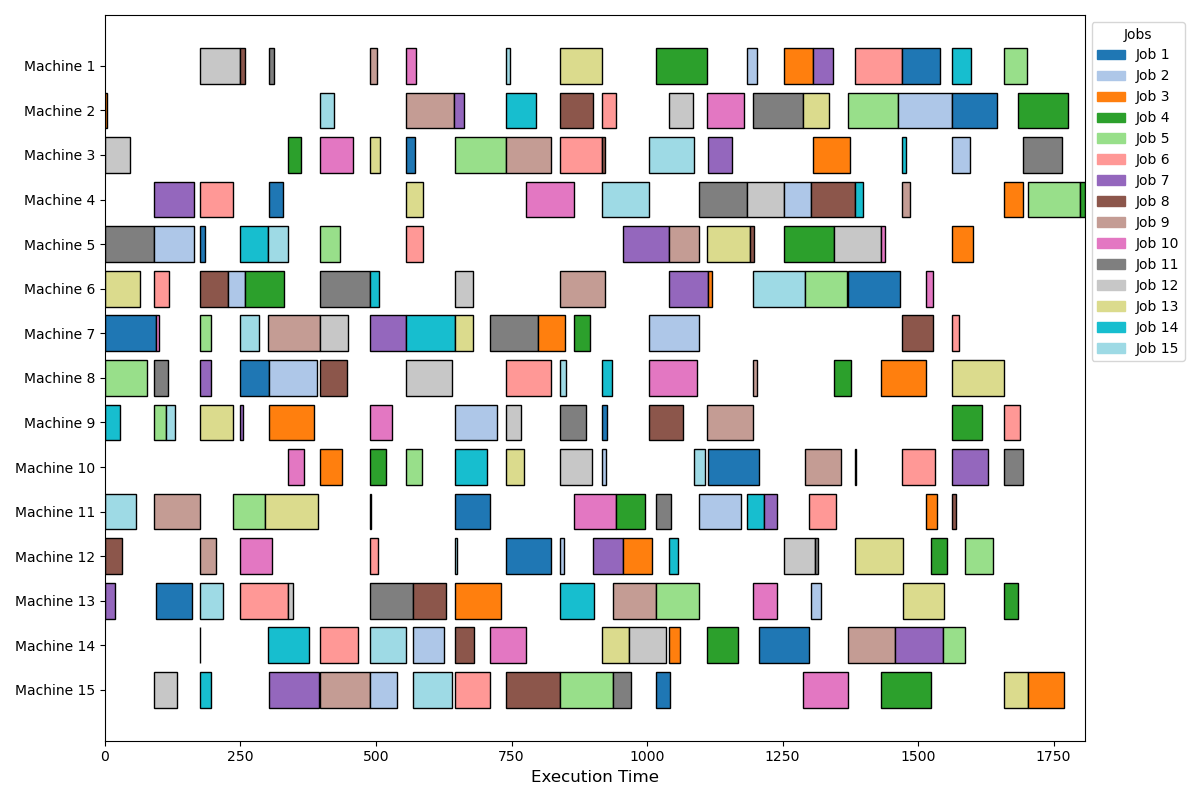 Machine 1
Machine 2
Machine 3
Machine 4
Machine 5
Machine 6
Machine 7
Machine 8
Machine 9
Machine 10
Machine 11
Machine 12
Machine 13
Machine 14
Machine 15
0 250 500 750 1000 1250 1500 1750
Execution Time
Jobs
Job 1
Job 2
Job 3
Job 4
Job 5
Job 6
Job 7
Job 8
Job 9
Job 10
Job 11
Job 12
Job 13
Job 14
Job 15